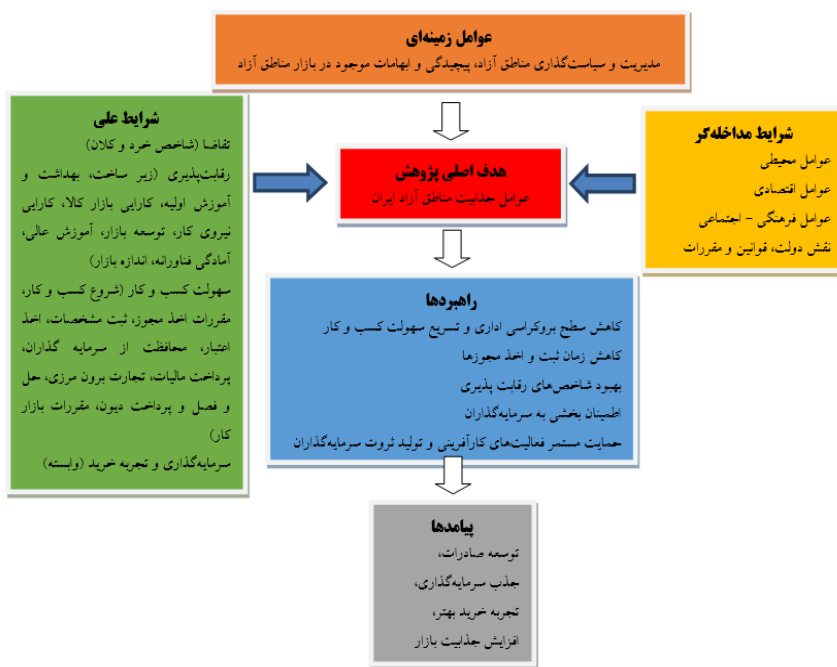 عوامل زمینه‌ای
مدیریت و سیاست‌گذاری مناطق آزاد، پیچیدگی و ابهامات موجود در بازار مناطق آزاد
شرایط علی
تقاضا (شاخص خرد و کلان)
رقابت‌پذیری (زیر ساخت، بهداشت و
آموزش اولیه، کارایی بازار کالا، کارایی
نیروی کار، توسعه بازار، آموزش عالی،
آمادگی فناورانه، اندازه بازار)
سهولت کسب و کار (شروع کسب و کار،
مقررات اخذ مجوز، ثبت مشخصات، اخذ
اعتبار، محافظت از سرمایه گذاران،
پرداخت مالیات، تجارت برون مرزی، حل
و فصل و پرداخت دیون، مقررات بازار
کار)
سرمایه‌گذاری و تجربه خرید (وابسته)
هدف اصلی پژوهش
عوامل جذابیت مناطق آزاد ایران
شرایط مداخله‌گر
عوامل محیطی
عوامل اقتصادی
عوامل فرهنگی – اجتماعی
نقش دولت، قوانین و مقررات
راهبردها
کاهش سطح بروکراسی اداری و تسریع سهولت کسب و کار
کاهش زمان ثبت و اخذ مجوزها
بهبود شاخص‌های رقابت پذیری
اطمینان بخشی به سرمایه‌گذاران
حمایت مستمر فعالیت‌های کارآفرینی و تولید ثروت سرمایه‌گذاران
پیامدها
توسعه صادرات،
جذب سرمایه‌گذاری،
تجربه خرید بهتر،
افزایش جذابیت بازار